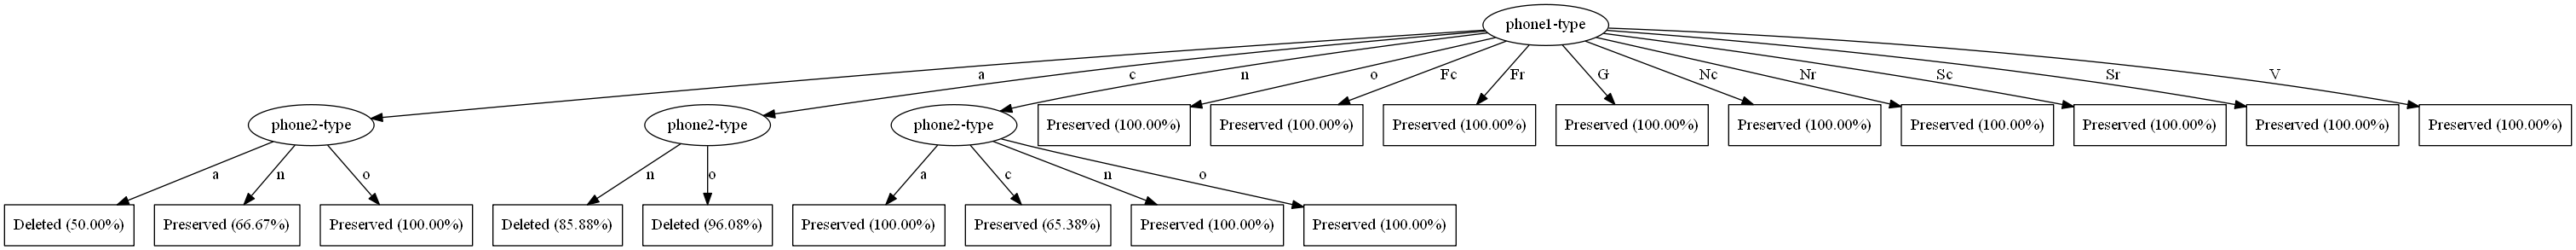 phone1-type
a
c
n
o
Fc
Fr
G
Nc
Nr
Sc
Sr
V
phone2-type
phone2-type
phone2-type
Preserved (100.00%)
Preserved (100.00%)
Preserved (100.00%)
Preserved (100.00%)
Preserved (100.00%)
Preserved (100.00%)
Preserved (100.00%)
Preserved (100.00%)
Preserved (100.00%)
a
n
o
n
o
a
c
n
o
Deleted (50.00%)
Preserved (66.67%)
Preserved (100.00%)
Deleted (85.88%)
Deleted (96.08%)
Preserved (100.00%)
Preserved (65.38%)
Preserved (100.00%)
Preserved (100.00%)